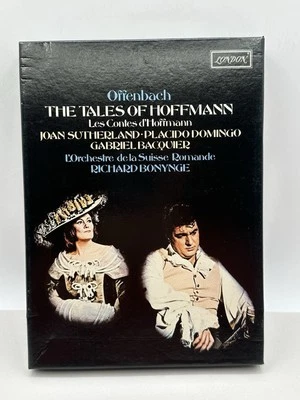 LONDON
Offenbach
THE TALES OF HOFFMANN
Les Contes d'Hoffmann
JOAN SUTHERLAND·PLACIDO DOMINGO
GABRIEL BACQUIER
L'Orchestre de la Suisse Romande
RICHARD BONYNGE